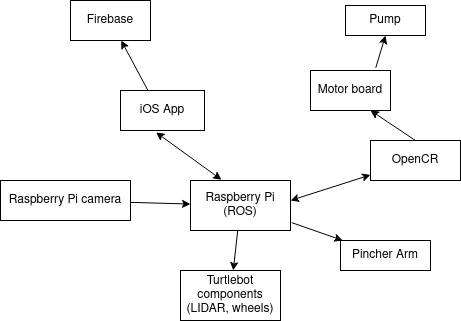 Firebase
Pump
Motor board
iOS App
OpenCR
Raspberry Pi camera
Raspberry Pi
(ROS)
Pincher Arm
Turtlebot
components
(LIDAR, wheels)